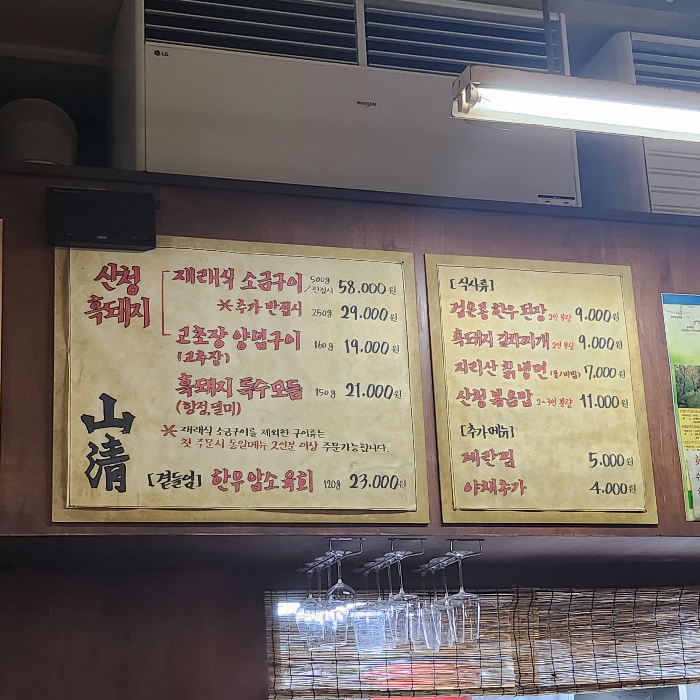 LG
WHISEN
산청
흑돼지
재래식 소금구이 500g/한접시 58.000원
*추가 반접시 250g 29.000원
고초장 양념구이 160g 19.000원
(고추장)
흑돼지 특수모듬 150g 21.000원
(항정,덜미)
* 재래식 소금구이를 제외한 구이류는
첫 주문시 동일메뉴 2인분 이상 주문가능합니다.
[곁들임] 한우암소육회 120g 23.000원
山清
[식사류]
검은콩 한우 된장 2인 분량 9.000원
흑돼지 김치찌개 2인 분량 9.000원
지리산 칡냉면 (물/비빔) 7.000원
산청 볶음밥 2~3인 분량 11.000원
[추가메뉴]
계란찜 5.000원
야채추가 4.000원